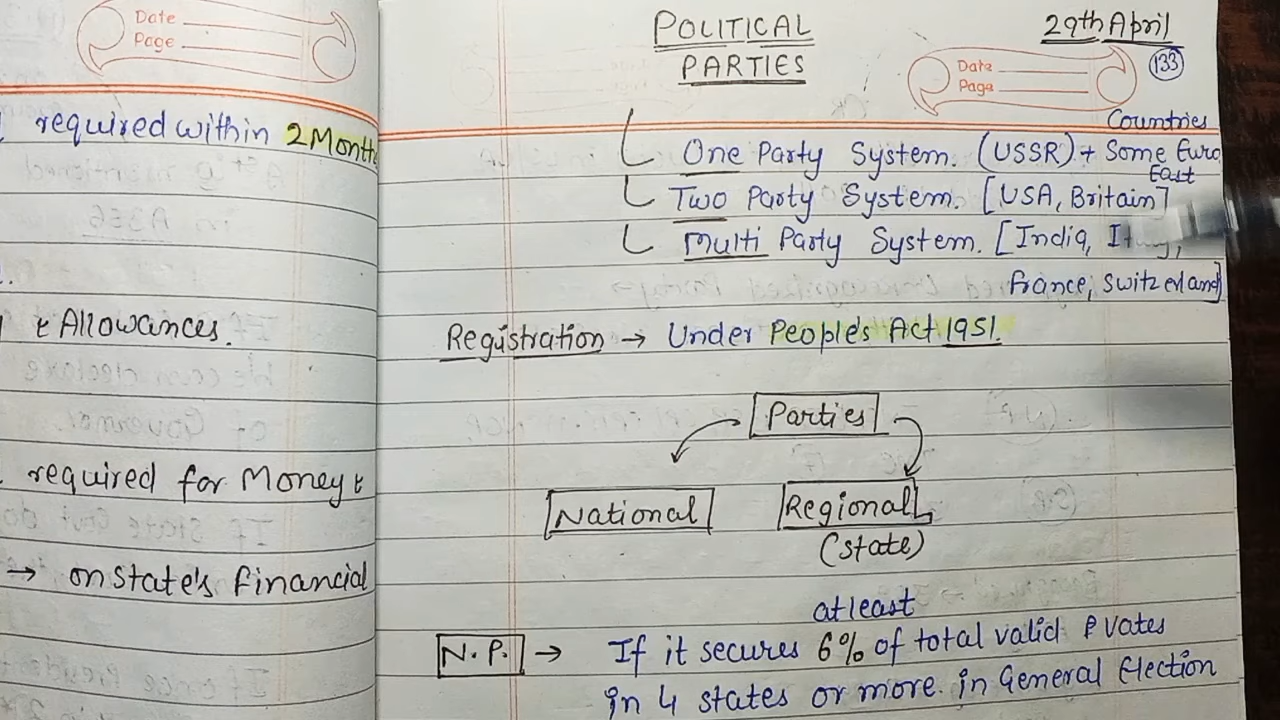 Date
Page
required within 2 Month
& Allowances.
required for Money &
→ on state's financial
POLITICAL
PARTIES
29th April
133
Date
Page
Countries
One Party System. (USSR) + Some Euro
East
Two Party System. [USA, Britain]
Multi Party System. [India,
france, switzerland]
Registration → Under People's Act 1951.
Parties
National
Regional
(state)
atleast
N.P. → If it secures 6% of total valid vates
in 4 states or more in General Election